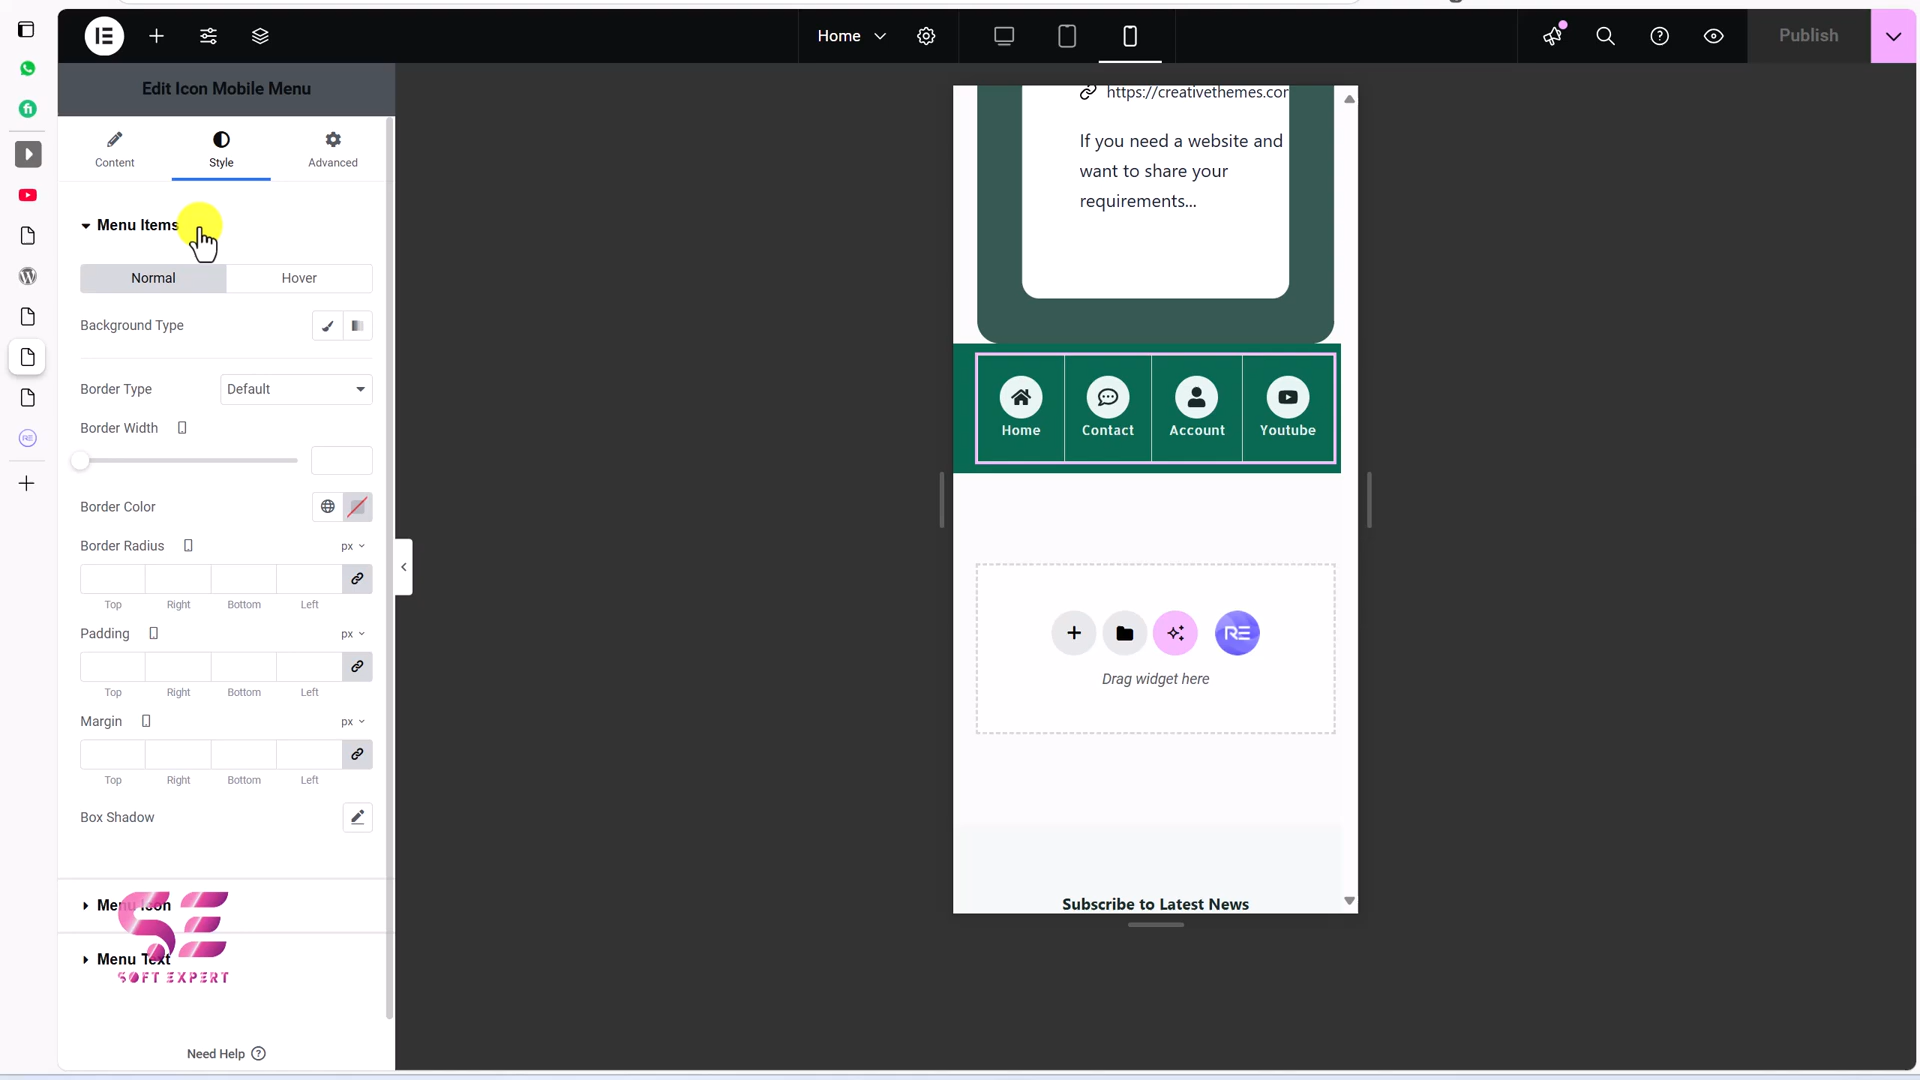 Home
Publish
Edit Icon Mobile Menu
Content
Style
Advanced
Menu Items
Normal
Hover
Background Type
Border Type
Default
Border Width
Border Color
Border Radius
px
Top
Right
Bottom
Left
Padding
px
Top
Right
Bottom
Left
Margin
px
Top
Right
Bottom
Left
Box Shadow
Menu Icon
Menu Text
SOFT EXPERT
Need Help
https://creativethemes.cor
If you need a website and
want to share your
requirements...
Home
Contact
Account
Youtube
RE
Drag widget here
Subscribe to Latest News